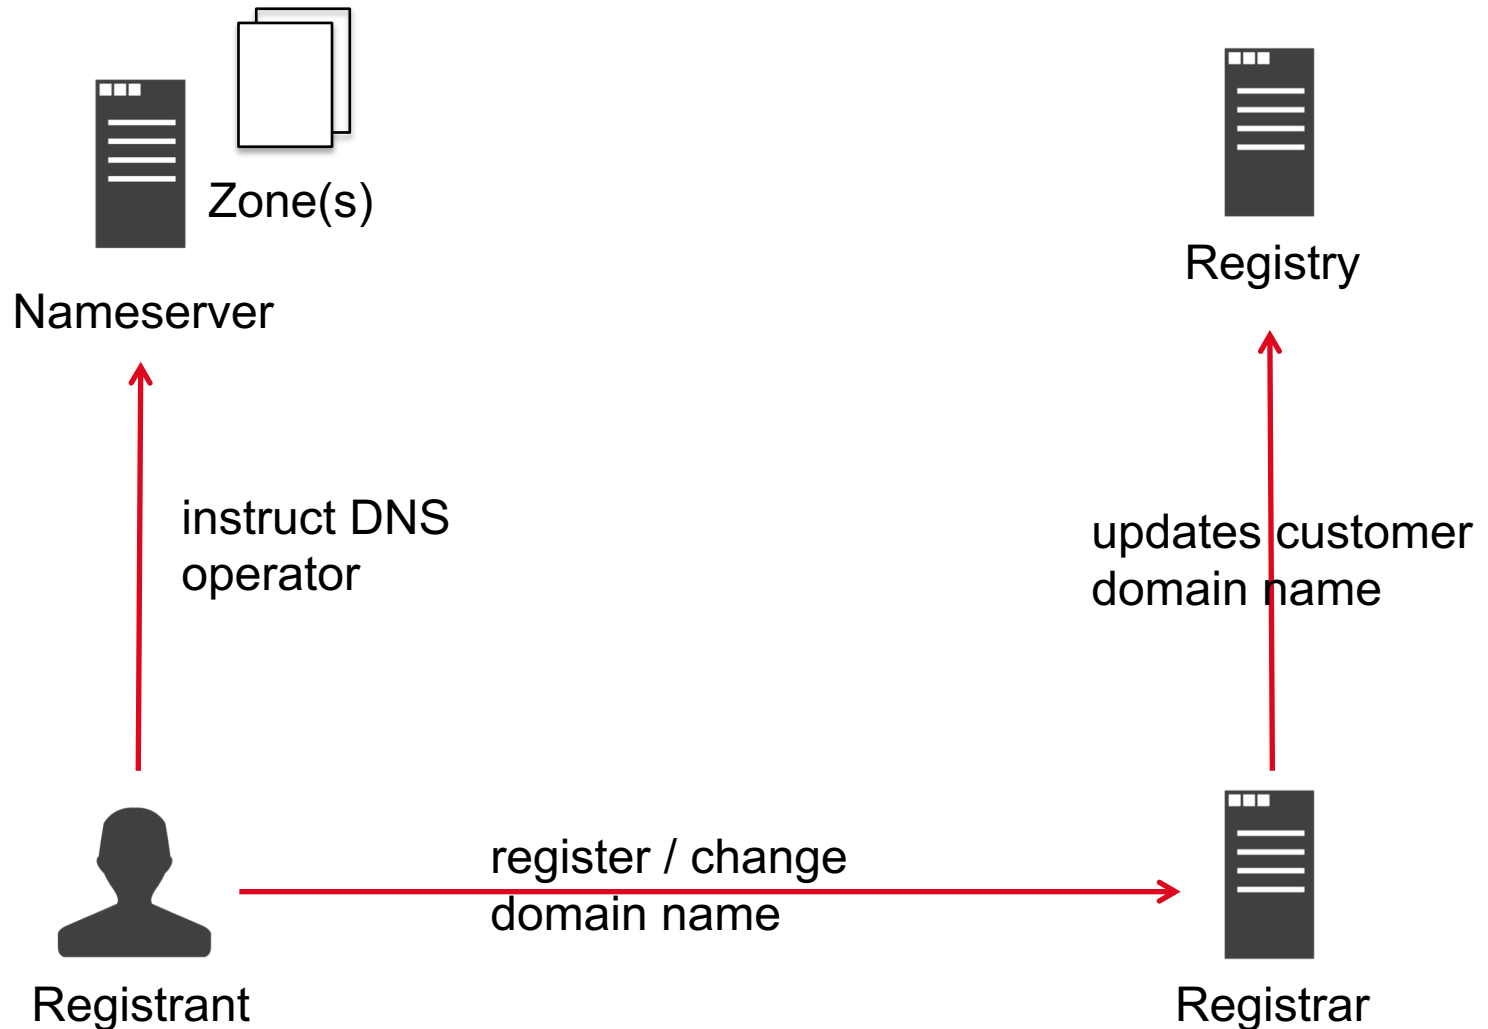 Zone(s)
Registry
Nameserver
instruct DNS
operator
updates customer
domain name
register / change
domain name
Registrant
Registrar